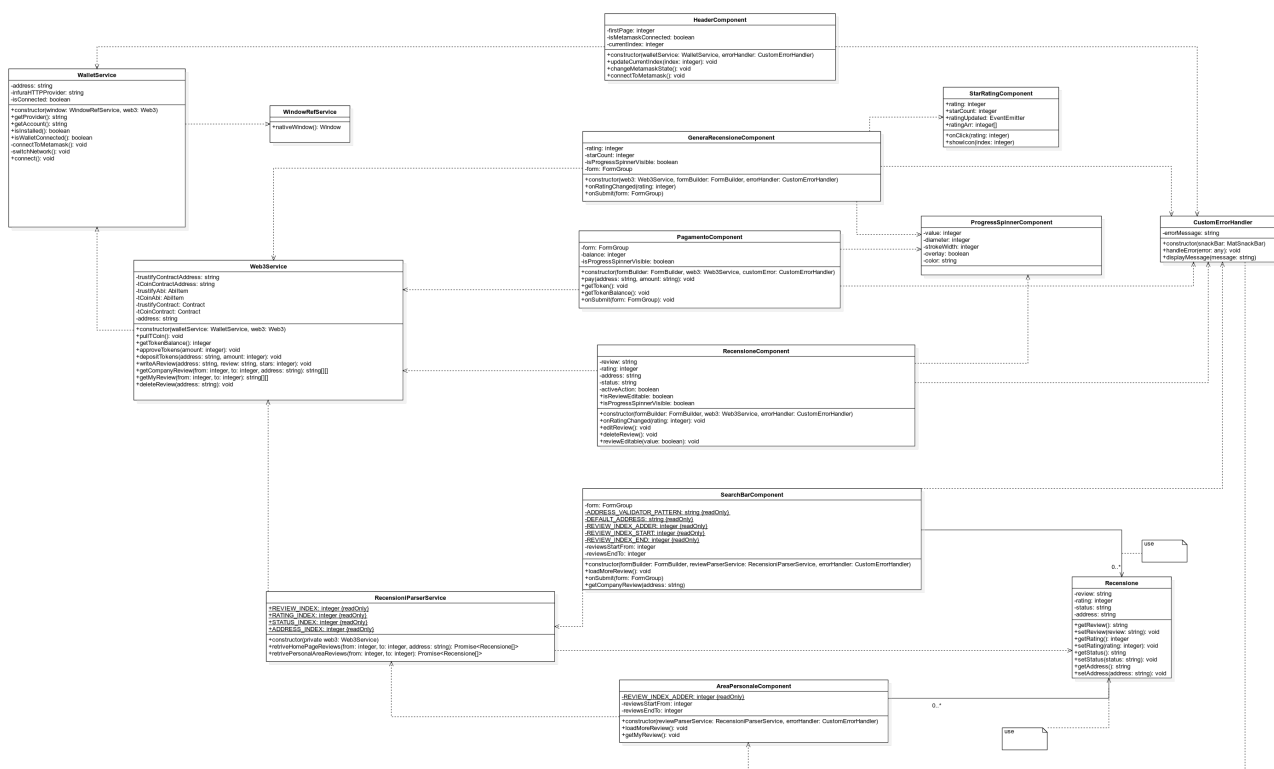 HeaderComponent
-firstPage: integer
-isMetamaskConnected: boolean
-currentIndex: integer
+constructor(walletService: WalletService, errorHandler: CustomErrorHandler)
+updateCurrentIndex(index: integer): void
+changeMetamaskState(): void
+connectToMetamask(): void
WalletService
-address: string
-infuraHTTPProvider: string
-isConnected: boolean
+constructor(window: WindowRefService, web3: Web3)
+getProvider(): string
+getAccount(): string
+isInstalled(): boolean
+isWalletConnected(): boolean
-connectToMetamask(): void
-switchNetwork(): void
+connect(): void
WindowRefService
+nativeWindow(): Window
StarRatingComponent
+rating: integer
+starCount: integer
+ratingUpdated: EventEmitter
+ratingArr: integer[]
+onClick(rating: integer)
+showIcon(index: integer)
GeneraRecensioneComponent
-rating: integer
-starCount: integer
-isProgressSpinnerVisible: boolean
-form: FormGroup
+constructor(web3: Web3Service, formBuilder: FormBuilder, errorHandler: CustomErrorHandler)
+onRatingChanged(rating: integer)
+onSubmit(form: FormGroup)
ProgressSpinnerComponent
-value: integer
-diameter: integer
-strokeWidth: integer
-overlay: boolean
-color: string
CustomErrorHandler
-errorMessage: string
+constructor(snackBar: MatSnackBar)
+handleError(error: any): void
+displayMessage(message: string)
PagamentoComponent
-form: FormGroup
-balance: integer
-isProgressSpinnerVisible: boolean
+constructor(formBuilder: FormBuilder, web3: Web3Service, customError: CustomErrorHandler)
+pay(address: string, amount: string): void
+getToken(): void
+getTokenBalance(): void
+onSubmit(form: FormGroup): void
Web3Service
-trustifyContractAddress: string
-tCoinContractAddress: string
-trustifyAbi: AbiItem
-tCoinAbi: AbiItem
-trustifyContract: Contract
-tCoinContract: Contract
-address: string
+constructor(walletService: WalletService, web3: Web3)
+pullTCoin(): void
+getTokenBalance(): integer
+approveTokens(amount: integer): void
+depositTokens(address: string, amount: integer): void
+writeAReview(address: string, review: string, stars: integer): void
+getCompanyReview(from: integer, to: integer, address: string): string[][]
+getMyReview(from: integer, to: integer): string[][]
+deleteReview(address: string): void
RecensioneComponent
-review: string
-rating: integer
-address: string
-status: string
-activeAction: boolean
+isReviewEditable: boolean
+isProgressSpinnerVisible: boolean
+constructor(formBuilder: FormBuilder, web3: Web3Service, errorHandler: CustomErrorHandler)
+onRatingChanged(rating: integer): void
+editReview(): void
+deleteReview(): void
+reviewEditable(value: boolean): void
SearchBarComponent
-form: FormGroup
-ADDRESS_VALIDATOR_PATTERN: string {readOnly}
-DEFAULT_ADDRESS: string {readOnly}
-REVIEW_INDEX_ADDER: integer {readOnly}
-REVIEW_INDEX_START: integer {readOnly}
-REVIEW_INDEX_END: integer {readOnly}
-reviewsStartFrom: integer
-reviewsEndTo: integer
+constructor(formBuilder: FormBuilder, reviewParserService: RecensioniParserService, errorHandler: CustomErrorHandler)
+loadMoreReview(): void
+onSubmit(form: FormGroup)
+getCompanyReview(address: string)
use
0..*
Recensione
-review: string
-rating: integer
-status: string
-address: string
+getReview(): string
+setReview(review: string): void
+getRating(): integer
+setRating(rating: integer): void
+getStatus(): string
+setStatus(status: string): void
+getAddress(): string
+setAddress(address: string): void
RecensioniParserService
+REVIEW_INDEX: integer {readOnly}
+RATING_INDEX: integer {readOnly}
+STATUS_INDEX: integer {readOnly}
+ADDRESS_INDEX: integer {readOnly}
+constructor(private web3: Web3Service)
+retriveHomePageReviews(from: integer, to: integer, address: string): Promise<Recensione[]>
+retrivePersonalAreaReviews(from: integer, to: integer): Promise<Recensione[]>
AreaPersonaleComponent
-REVIEW_INDEX_ADDER: integer {readOnly}
-reviewsStartFrom: integer
-reviewsEndTo: integer
+constructor(reviewParserService: RecensioniParserService, errorHandler: CustomErrorHandler)
+loadMoreReview(): void
+getMyReview(): void
0..*
use